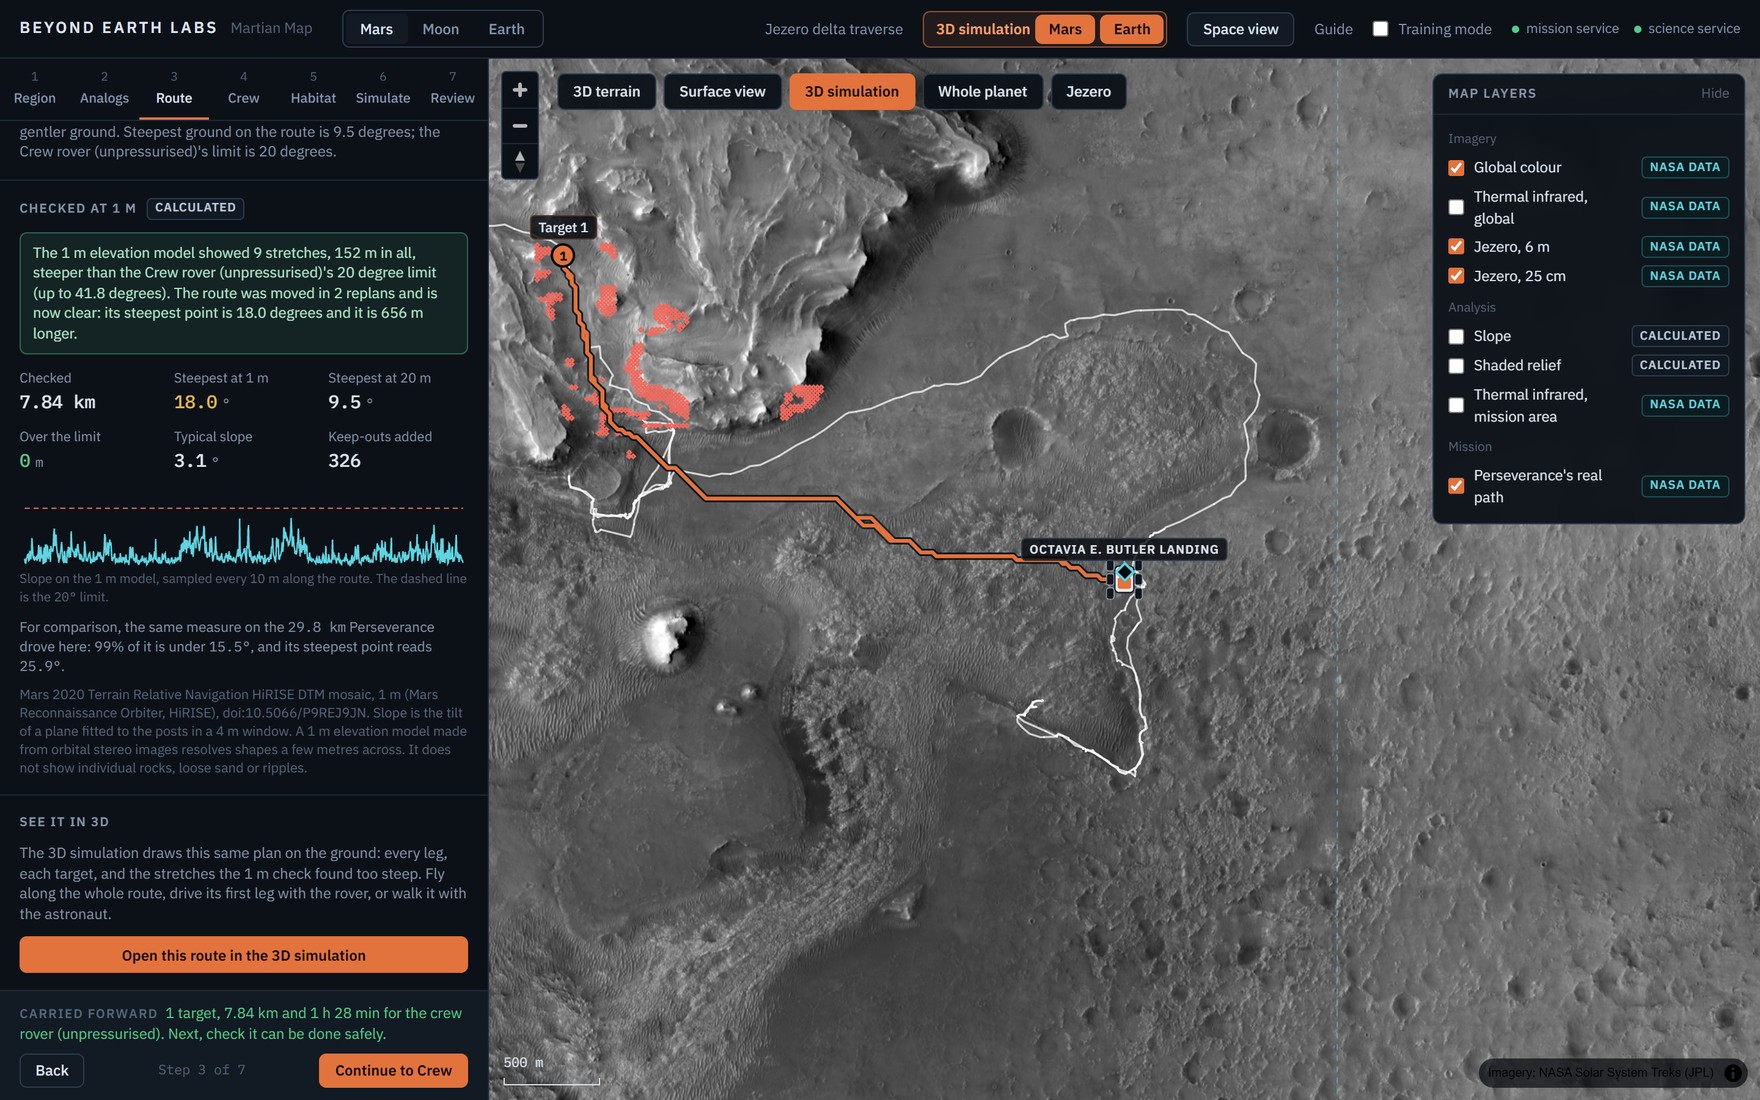 BEYOND EARTH LABS Martian Map
Mars Moon Earth
Jezero delta traverse
3D simulation Mars Earth
Space view
Guide
Training mode
mission service
science service
1 2 3 4 5 6 7
Region Analogs Route Crew Habitat Simulate Review
gentler ground. Steepest ground on the route is 9.5 degrees; the
Crew rover (unpressurised)'s limit is 20 degrees.
CHECKED AT 1 M CALCULATED
The 1 m elevation model showed 9 stretches, 152 m in all,
steeper than the Crew rover (unpressurised)'s 20 degree limit
(up to 41.8 degrees). The route was moved in 2 replans and is
now clear: its steepest point is 18.0 degrees and it is 656 m
longer.
Checked Steepest at 1 m Steepest at 20 m
7.84 km 18.0 ° 9.5 °
Over the limit Typical slope Keep-outs added
0 m 3.1 ° 326
Slope on the 1 m model, sampled every 10 m along the route. The dashed line
is the 20° limit.
For comparison, the same measure on the 29.8 km Perseverance
drove here: 99% of it is under 15.5°, and its steepest point reads
25.9°.
Mars 2020 Terrain Relative Navigation HiRISE DTM mosaic, 1 m (Mars
Reconnaissance Orbiter, HiRISE), doi:10.5066/P9REJ9JN. Slope is the tilt
of a plane fitted to the posts in a 4 m window. A 1 m elevation model made
from orbital stereo images resolves shapes a few metres across. It does
not show individual rocks, loose sand or ripples.
SEE IT IN 3D
The 3D simulation draws this same plan on the ground: every leg,
each target, and the stretches the 1 m check found too steep. Fly
along the whole route, drive its first leg with the rover, or walk it with
the astronaut.
Open this route in the 3D simulation
CARRIED FORWARD 1 target, 7.84 km and 1 h 28 min for the crew
rover (unpressurised). Next, check it can be done safely.
Back Step 3 of 7 Continue to Crew
3D terrain Surface view 3D simulation Whole planet Jezero
Target 1
1
OCTAVIA E. BUTLER LANDING
500 m
MAP LAYERS Hide
Imagery
Global colour NASA DATA
Thermal infrared,
global NASA DATA
Jezero, 6 m NASA DATA
Jezero, 25 cm NASA DATA
Analysis
Slope CALCULATED
Shaded relief CALCULATED
Thermal infrared,
mission area NASA DATA
Mission
Perseverance's real
path NASA DATA
Imagery: NASA Solar System Treks (JPL)